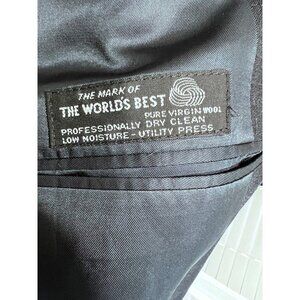 THE MARK OF
THE WORLD'S BEST
PURE VIRGIN WOOL
PROFESSIONALLY DRY CLEAN
LOW MOISTURE - UTILITY PRESS